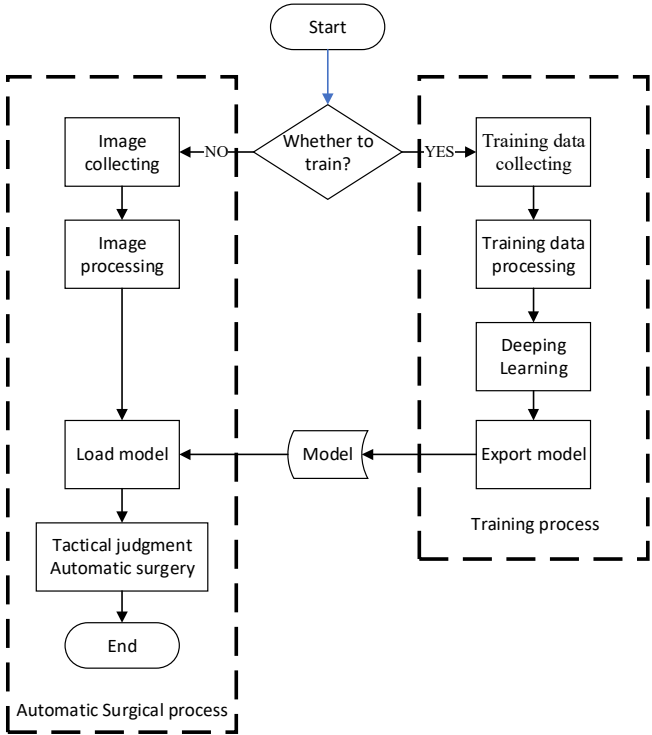 Start
Whether to
train?
NO
YES
Image
collecting
Image
processing
Load model
Tactical judgment
Automatic surgery
End
Automatic Surgical process
Training data
collecting
Training data
processing
Deeping
Learning
Export model
Model
Training process